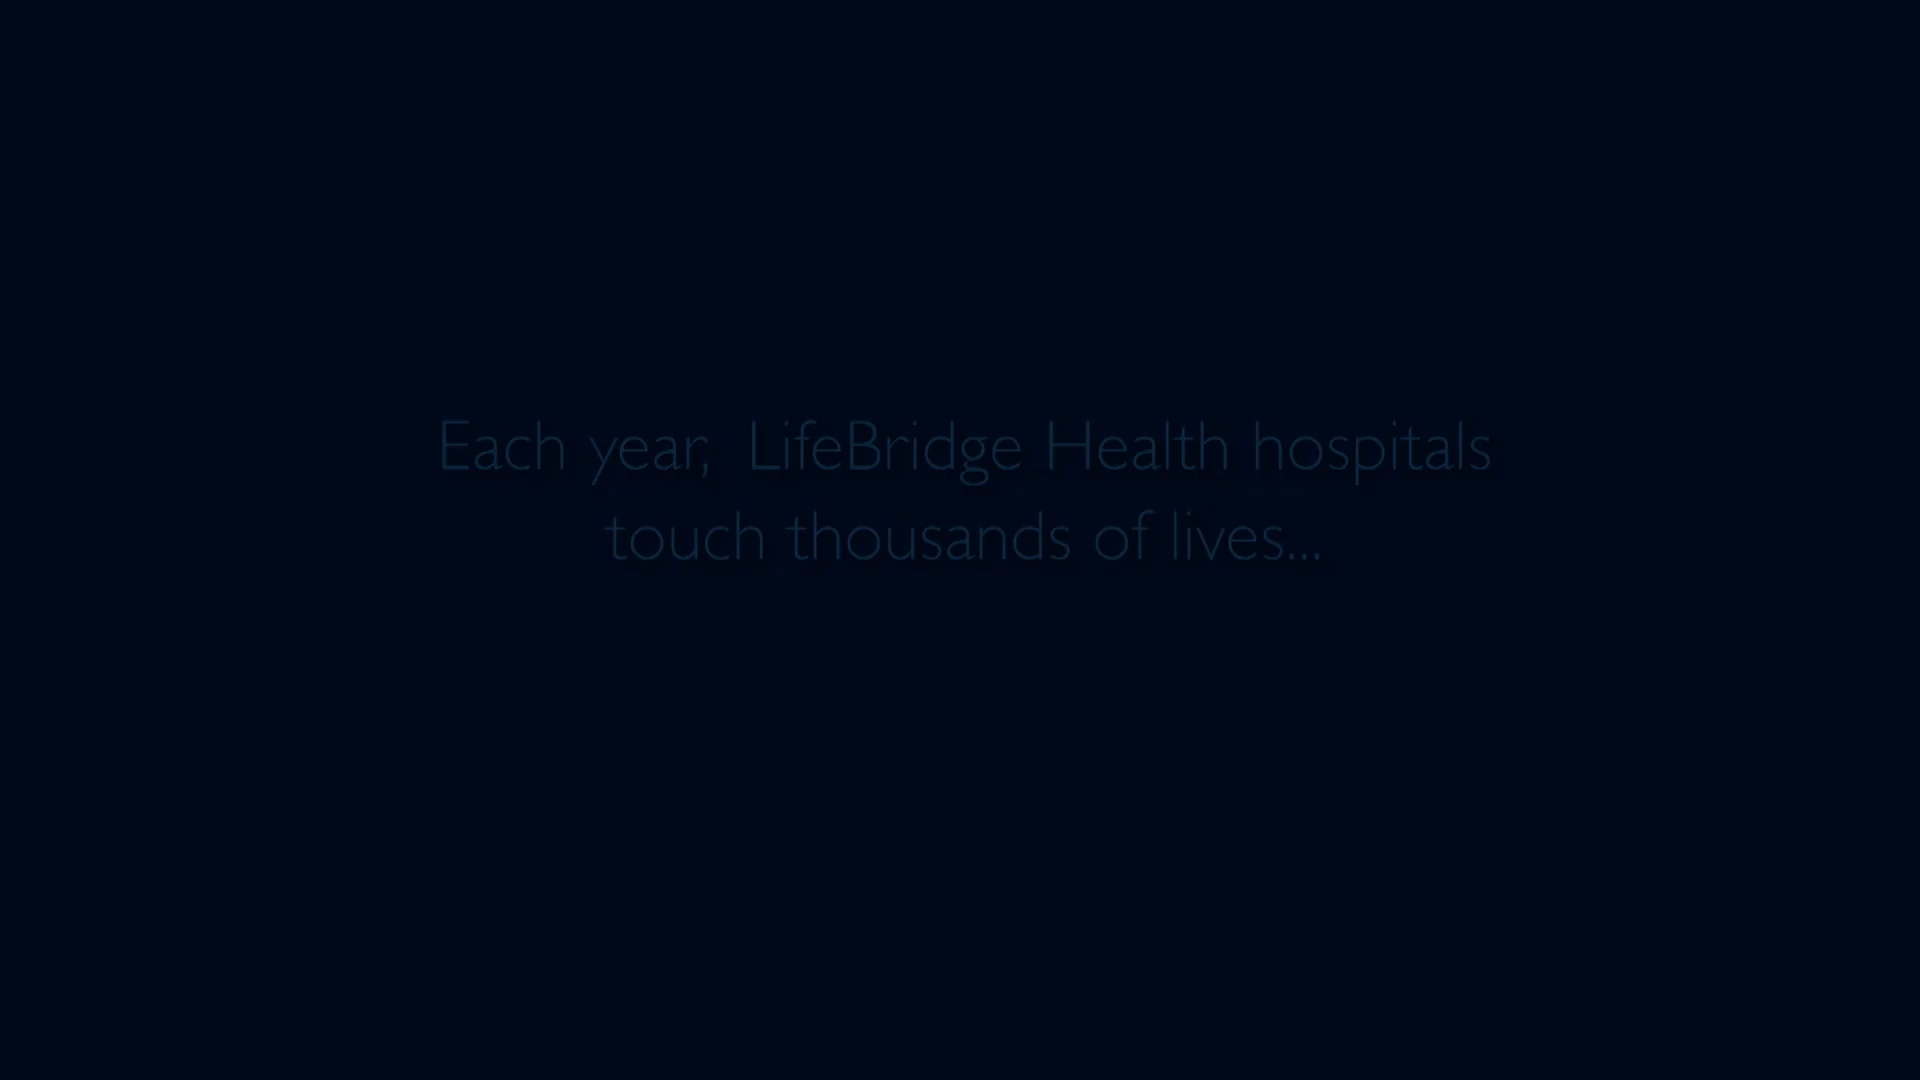 Each year, LifeBridge Health hospitals
touch thousands of lives...